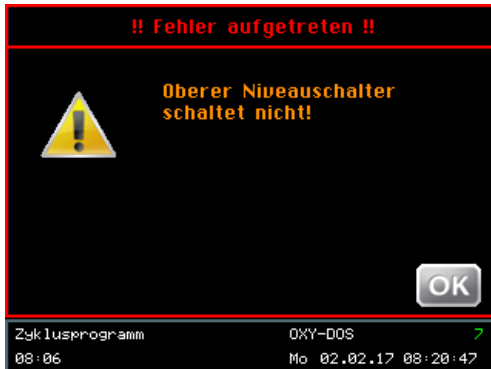 !! Fehler aufgetreten !!
Oberer Niveauschalter
schaltet nicht!
OK
Zyklusprogramm OXY-DOS 7
08:06 Mo 02.02.17 08:20:47